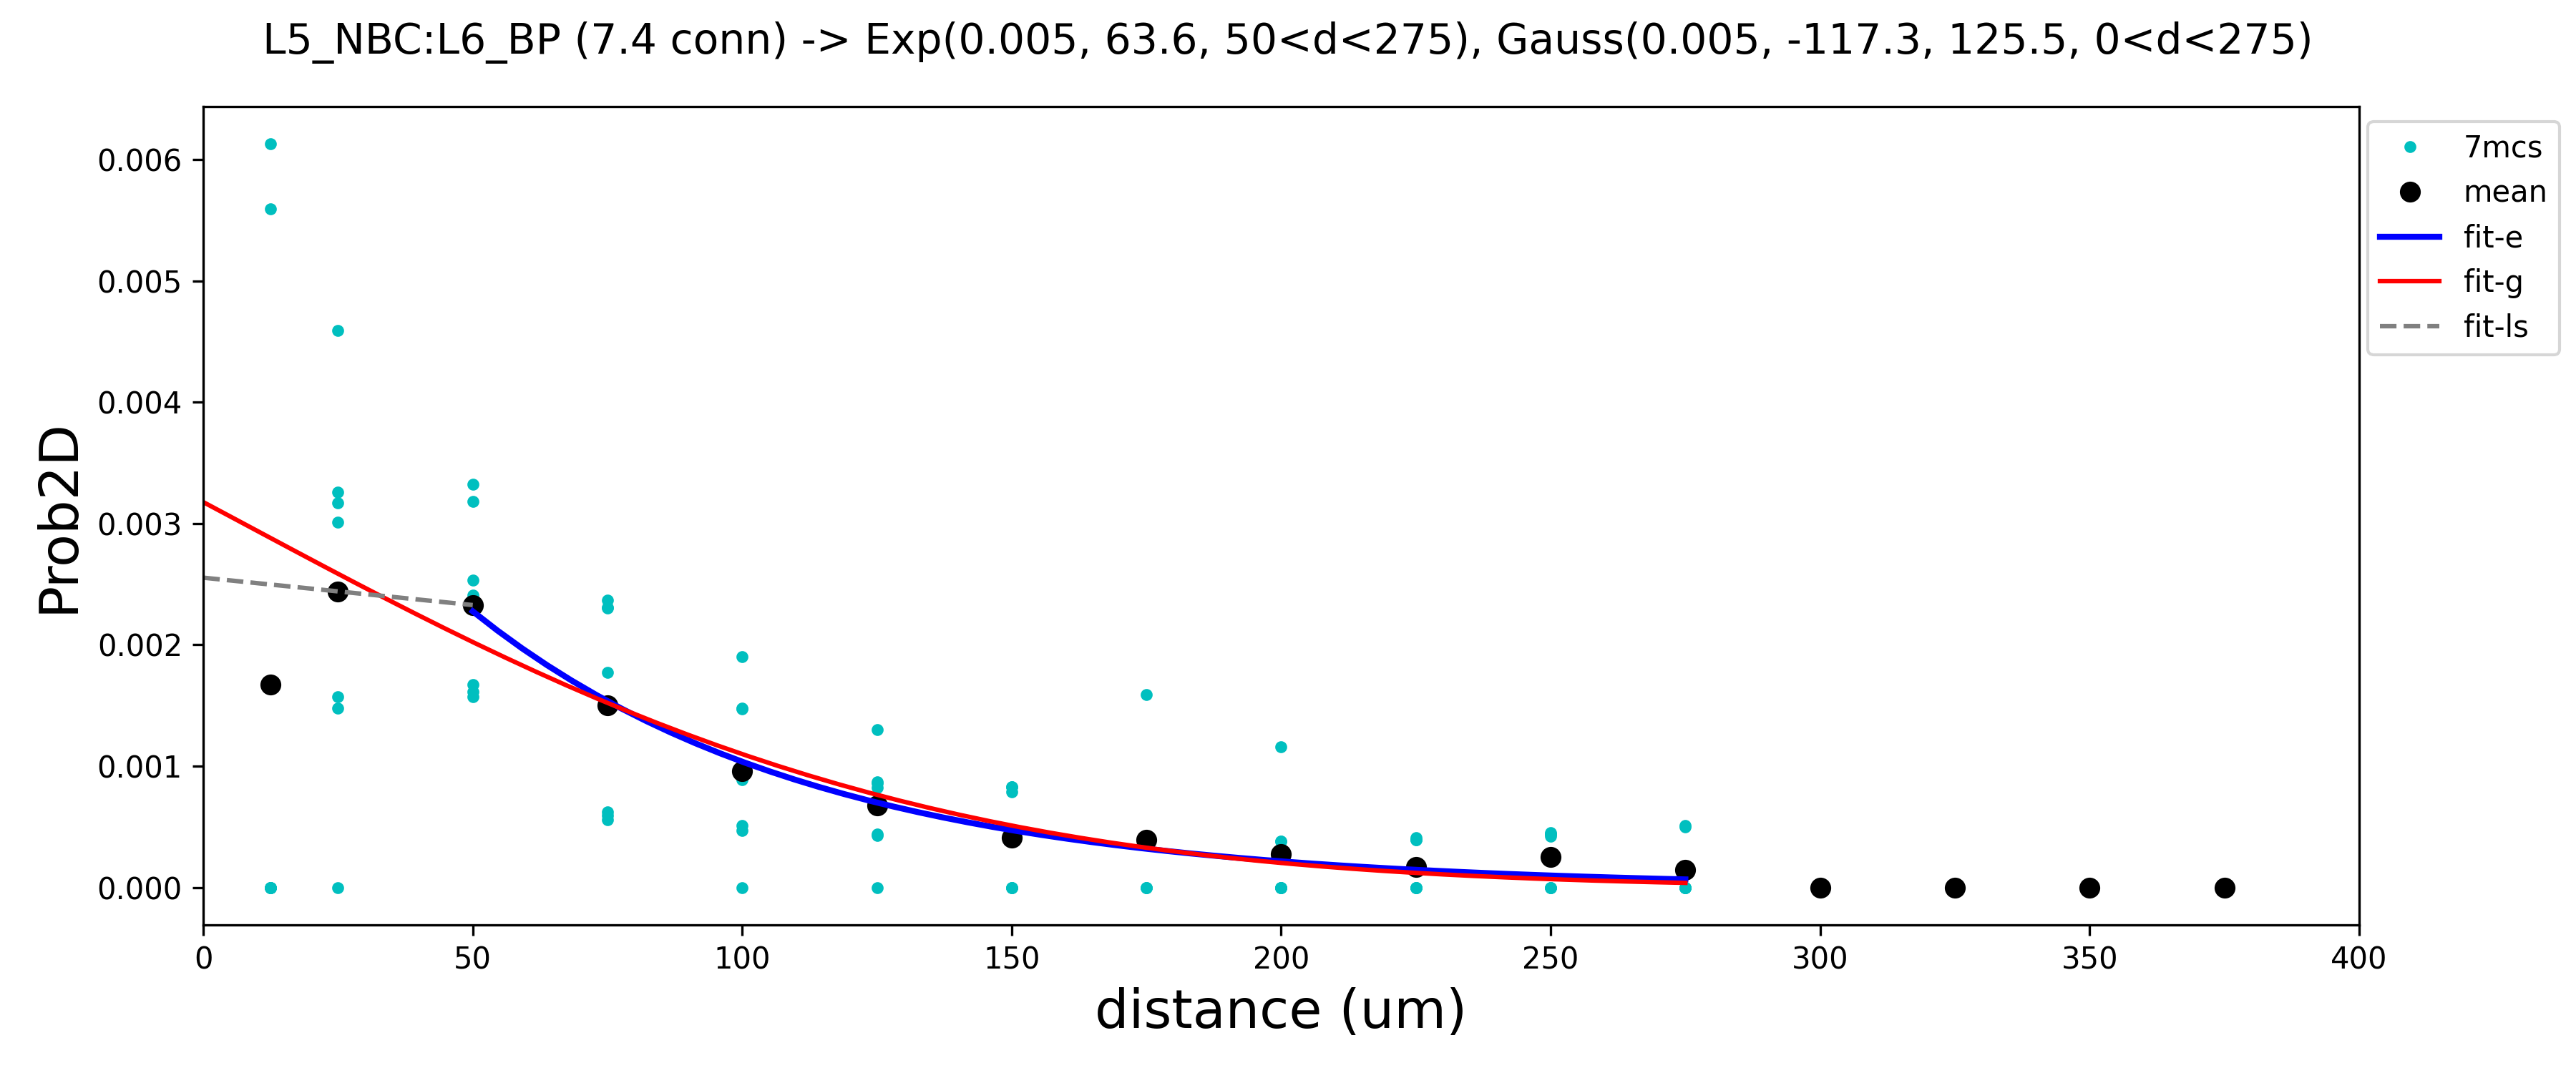 L5_NBC:L6_BP (7.4 conn) -> Exp(0.005, 63.6, 50<d<275), Gauss(0.005, -117.3, 125.5, 0<d<275)
0.006
0.005
0.004
0.003
0.002
0.001
0.000
Prob2D
0 50 100 150 200 250 300 350 400
distance (um)
7mcs
mean
fit-e
fit-g
fit-ls